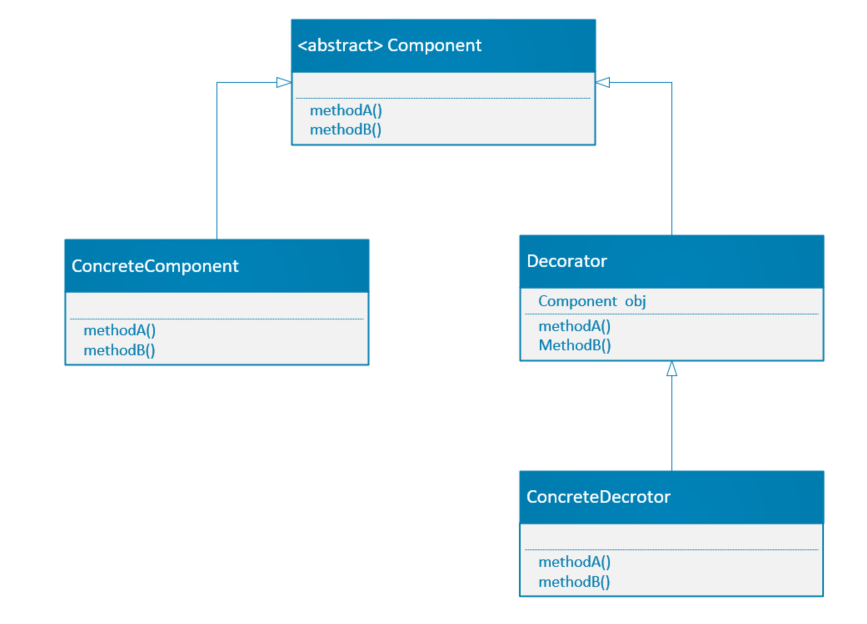 <abstract> Component
methodA()
methodB()
ConcreteComponent
methodA()
methodB()
Decorator
Component obj
methodA()
MethodB()
ConcreteDecrotor
methodA()
methodB()